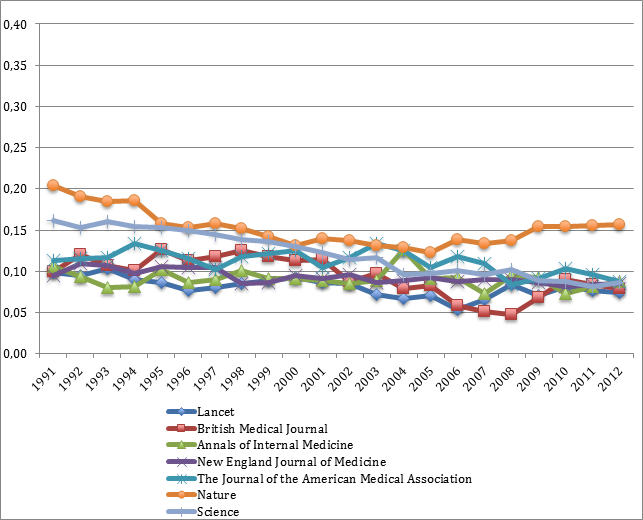 0,40
0,35
0,30
0,25
0,20
0,15
0,10
0,05
0,00
1991 1992 1993 1994 1995 1996 1997 1998 1999 2000 2001 2002 2003 2004 2005 2006 2007 2008 2009 2010 2011 2012
Lancet
British Medical Journal
Annals of Internal Medicine
New England Journal of Medicine
The Journal of the American Medical Association
Nature
Science